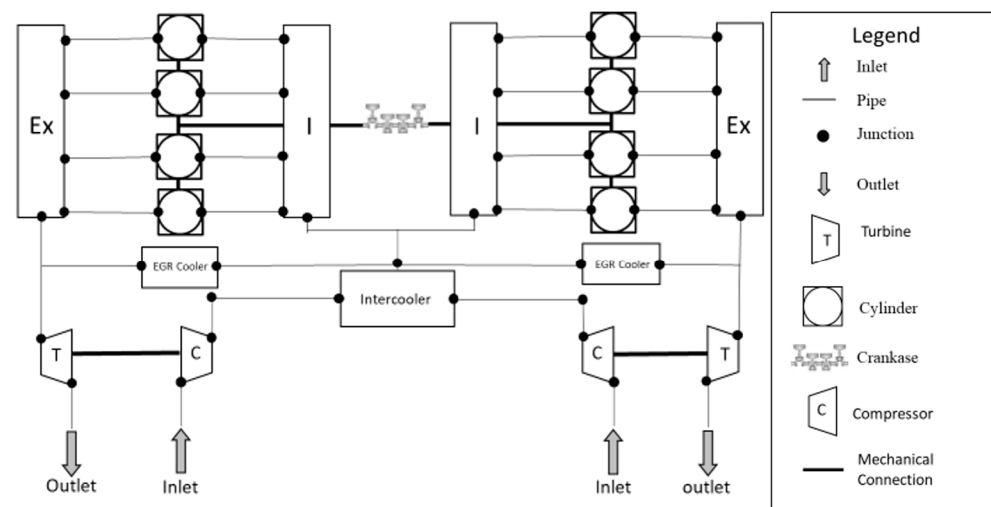 Ex
I
I
Ex
EGR Cooler
EGR Cooler
Intercooler
T
C
C
T
Outlet
Inlet
Inlet
outlet
Legend
Inlet
Pipe
Junction
Outlet
T
Turbine
Cylinder
Crankase
C
Compressor
Mechanical
Connection